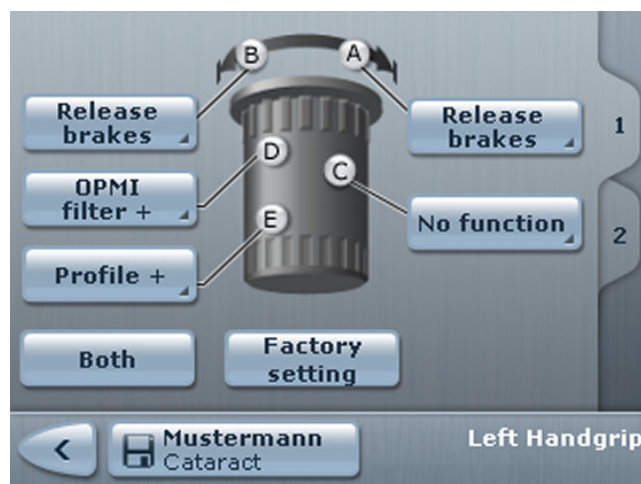 B
A
Release
brakes
Release
brakes
1
D
C
OPMI
filter +
E
No function
2
Profile +
Both
Factory
setting
Mustermann
Cataract
Left Handgrip